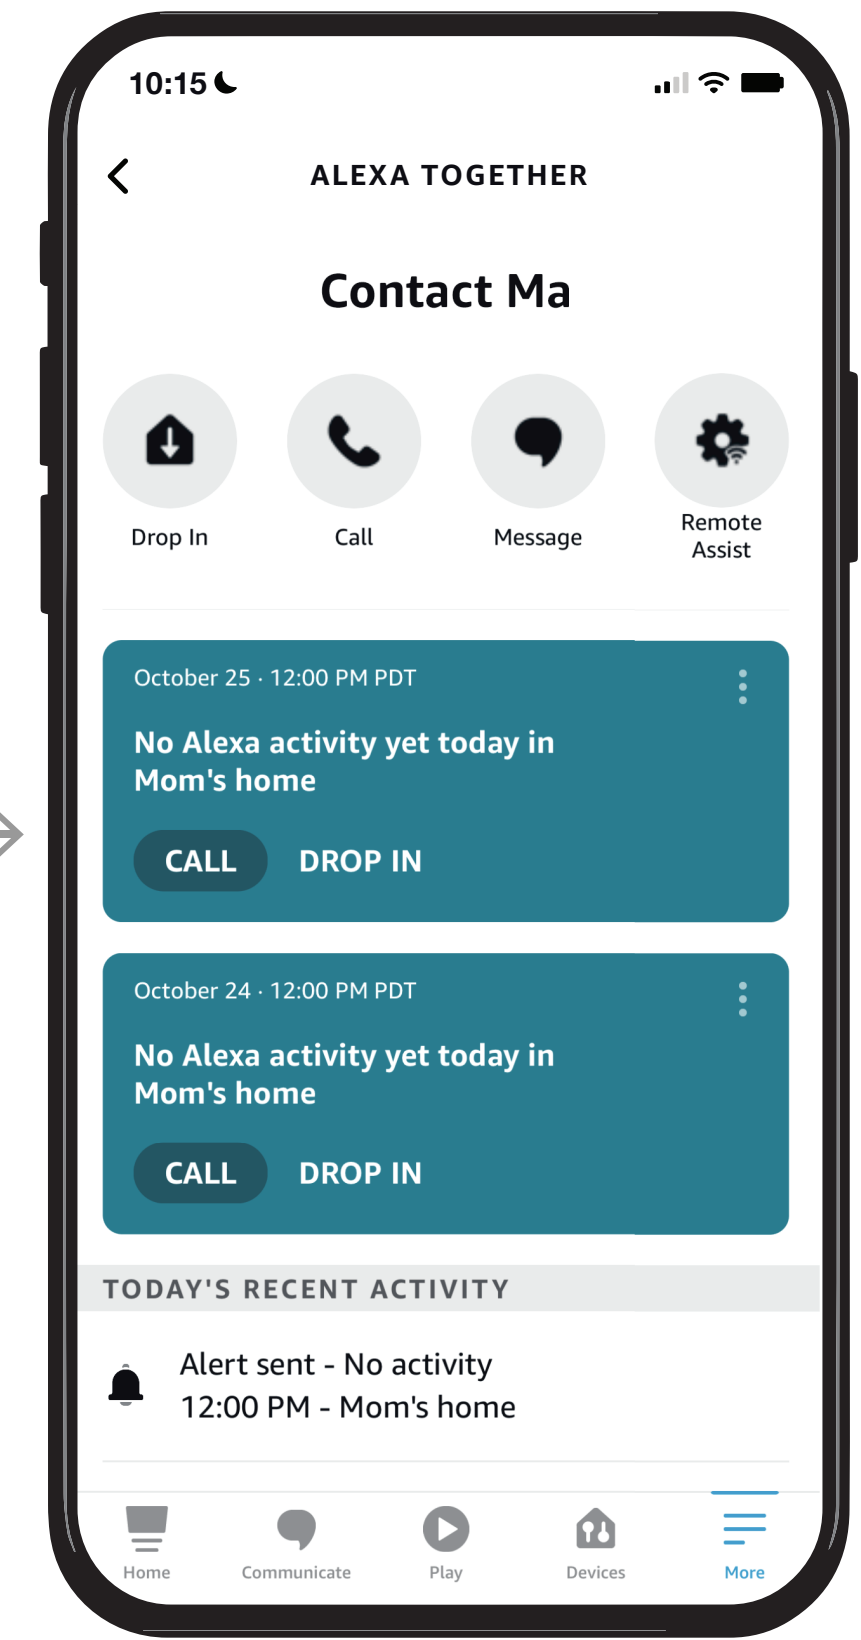 10:15
ALEXA TOGETHER
Contact Ma
Drop In
Call
Message
Remote
Assist
October 25 · 12:00 PM PDT
No Alexa activity yet today in
Mom's home
CALL DROP IN
October 24 · 12:00 PM PDT
No Alexa activity yet today in
Mom's home
CALL DROP IN
TODAY'S RECENT ACTIVITY
Alert sent - No activity
12:00 PM - Mom's home
Home Communicate Play Devices More